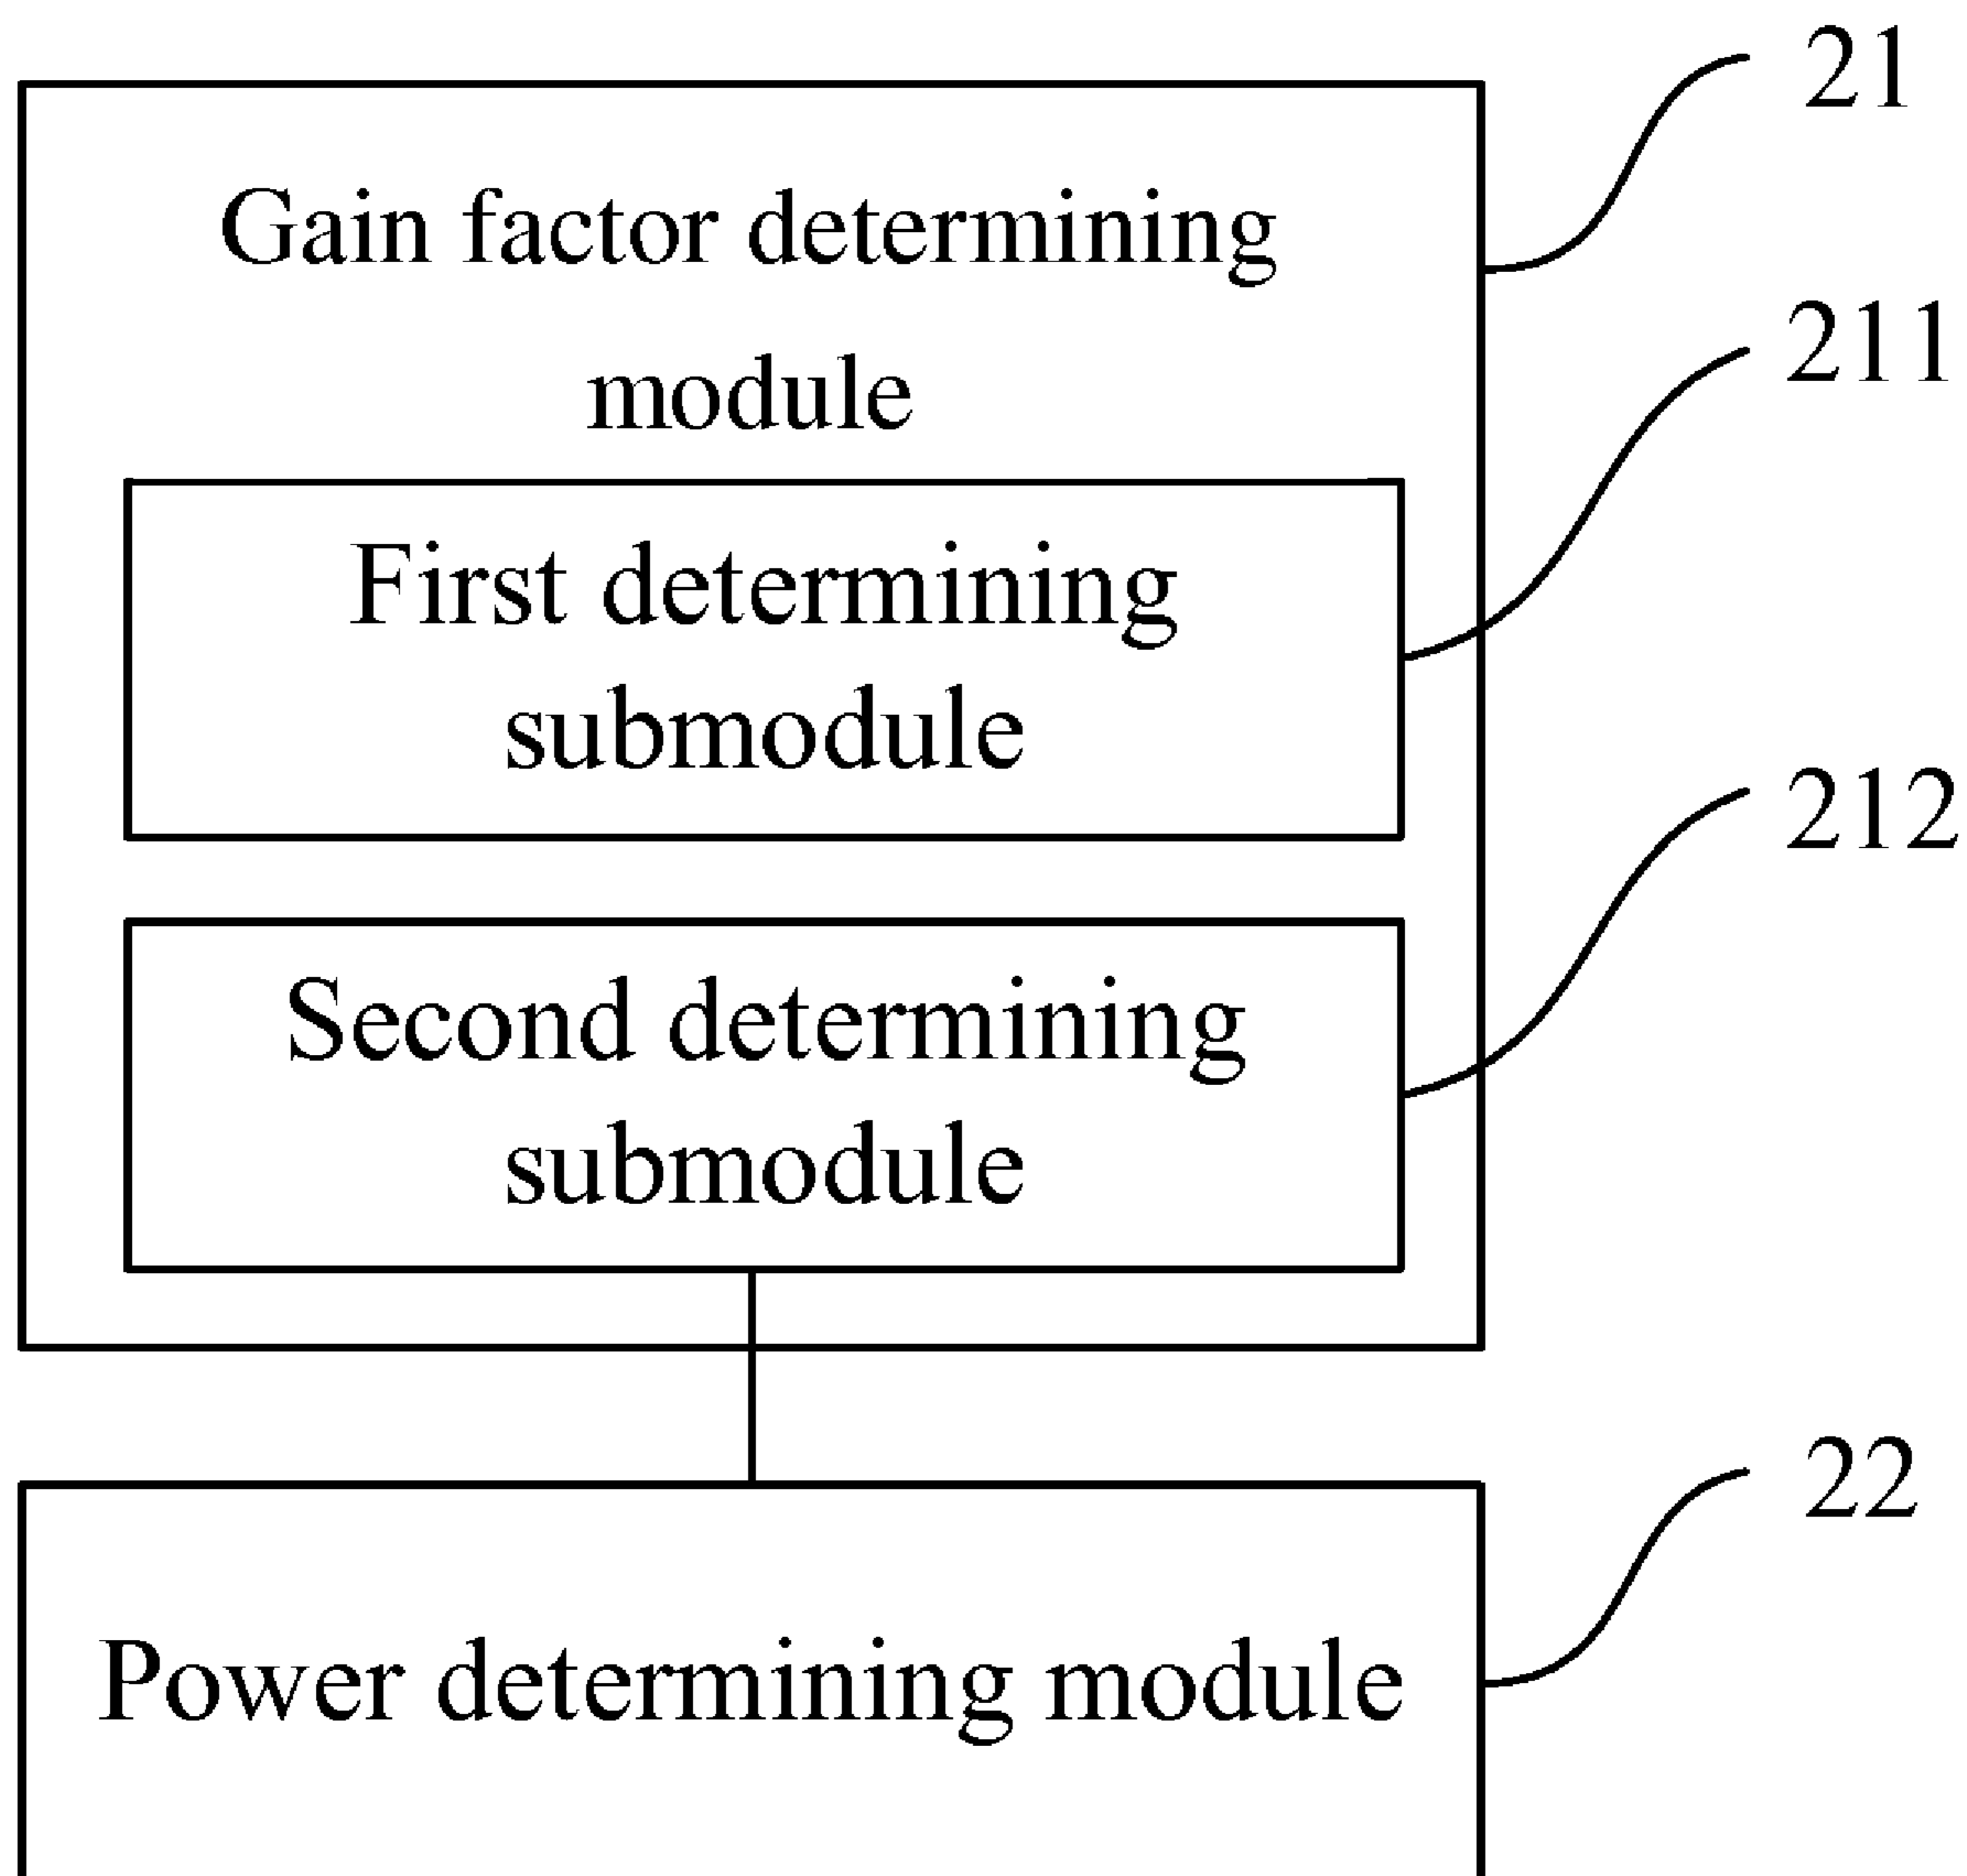 21
Gain factor determining
module
211
First determining
submodule
212
Second determining
submodule
22
Power determining module